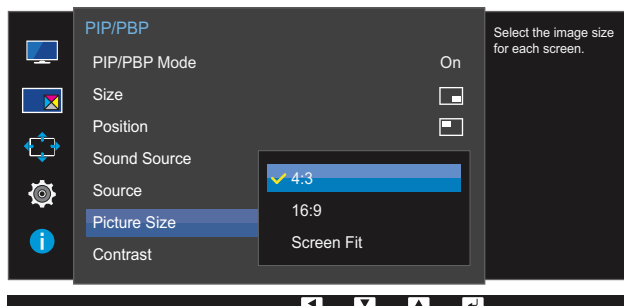 PIP/PBP
PIP/PBP Mode On
Size
Position
Sound Source
Source
Picture Size
Contrast
4:3
16:9
Screen Fit
Select the image size
for each screen.